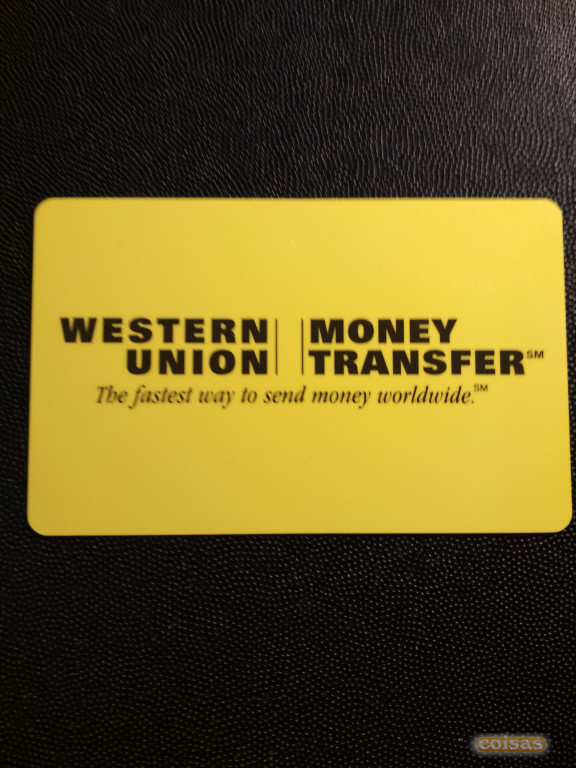 WESTERN UNION | | MONEY TRANSFER℠
The fastest way to send money worldwide.℠
coisas